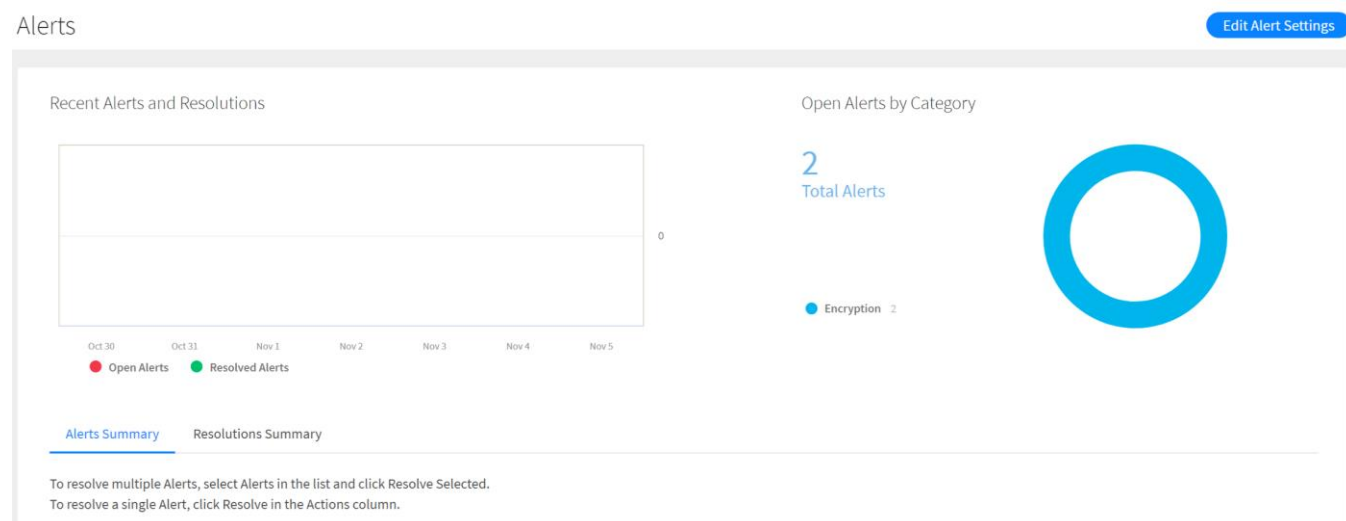 Alerts
Edit Alert Settings
Recent Alerts and Resolutions
0
Oct 30 Oct 31 Nov 1 Nov 2 Nov 3 Nov 4 Nov 5
Open Alerts Resolved Alerts
Open Alerts by Category
2
Total Alerts
Encryption 2
Alerts Summary Resolutions Summary
To resolve multiple Alerts, select Alerts in the list and click Resolve Selected.
To resolve a single Alert, click Resolve in the Actions column.